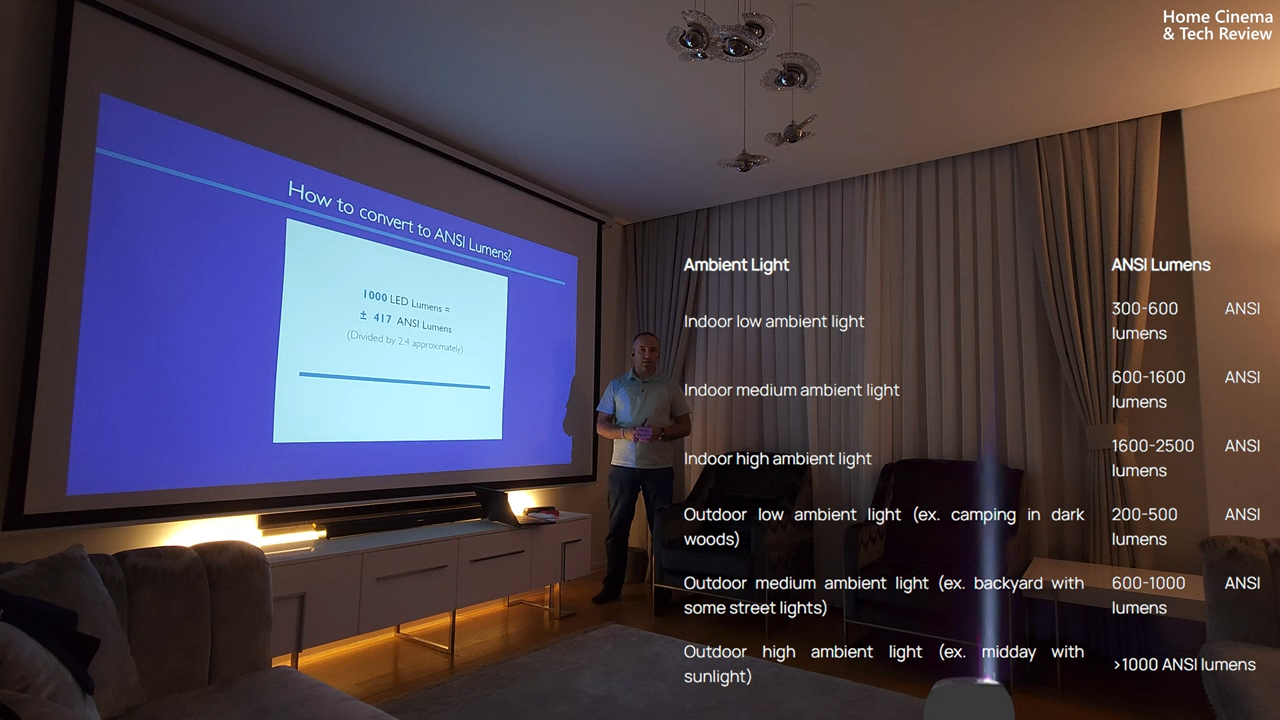 Home Cinema
& Tech Review
How to convert to ANSI Lumens?
1000 LED Lumens =
± 417 ANSI Lumens
(Divided by 2.4 approximately)
Ambient Light ANSI Lumens
Indoor low ambient light 300-600 ANSI
lumens
Indoor medium ambient light 600-1600 ANSI
lumens
Indoor high ambient light 1600-2500 ANSI
lumens
Outdoor low ambient light (ex. camping in dark
woods) 200-500 ANSI
lumens
Outdoor medium ambient light (ex. backyard with
some street lights) 600-1000 ANSI
lumens
Outdoor high ambient light (ex. midday with
sunlight) >1000 ANSI lumens